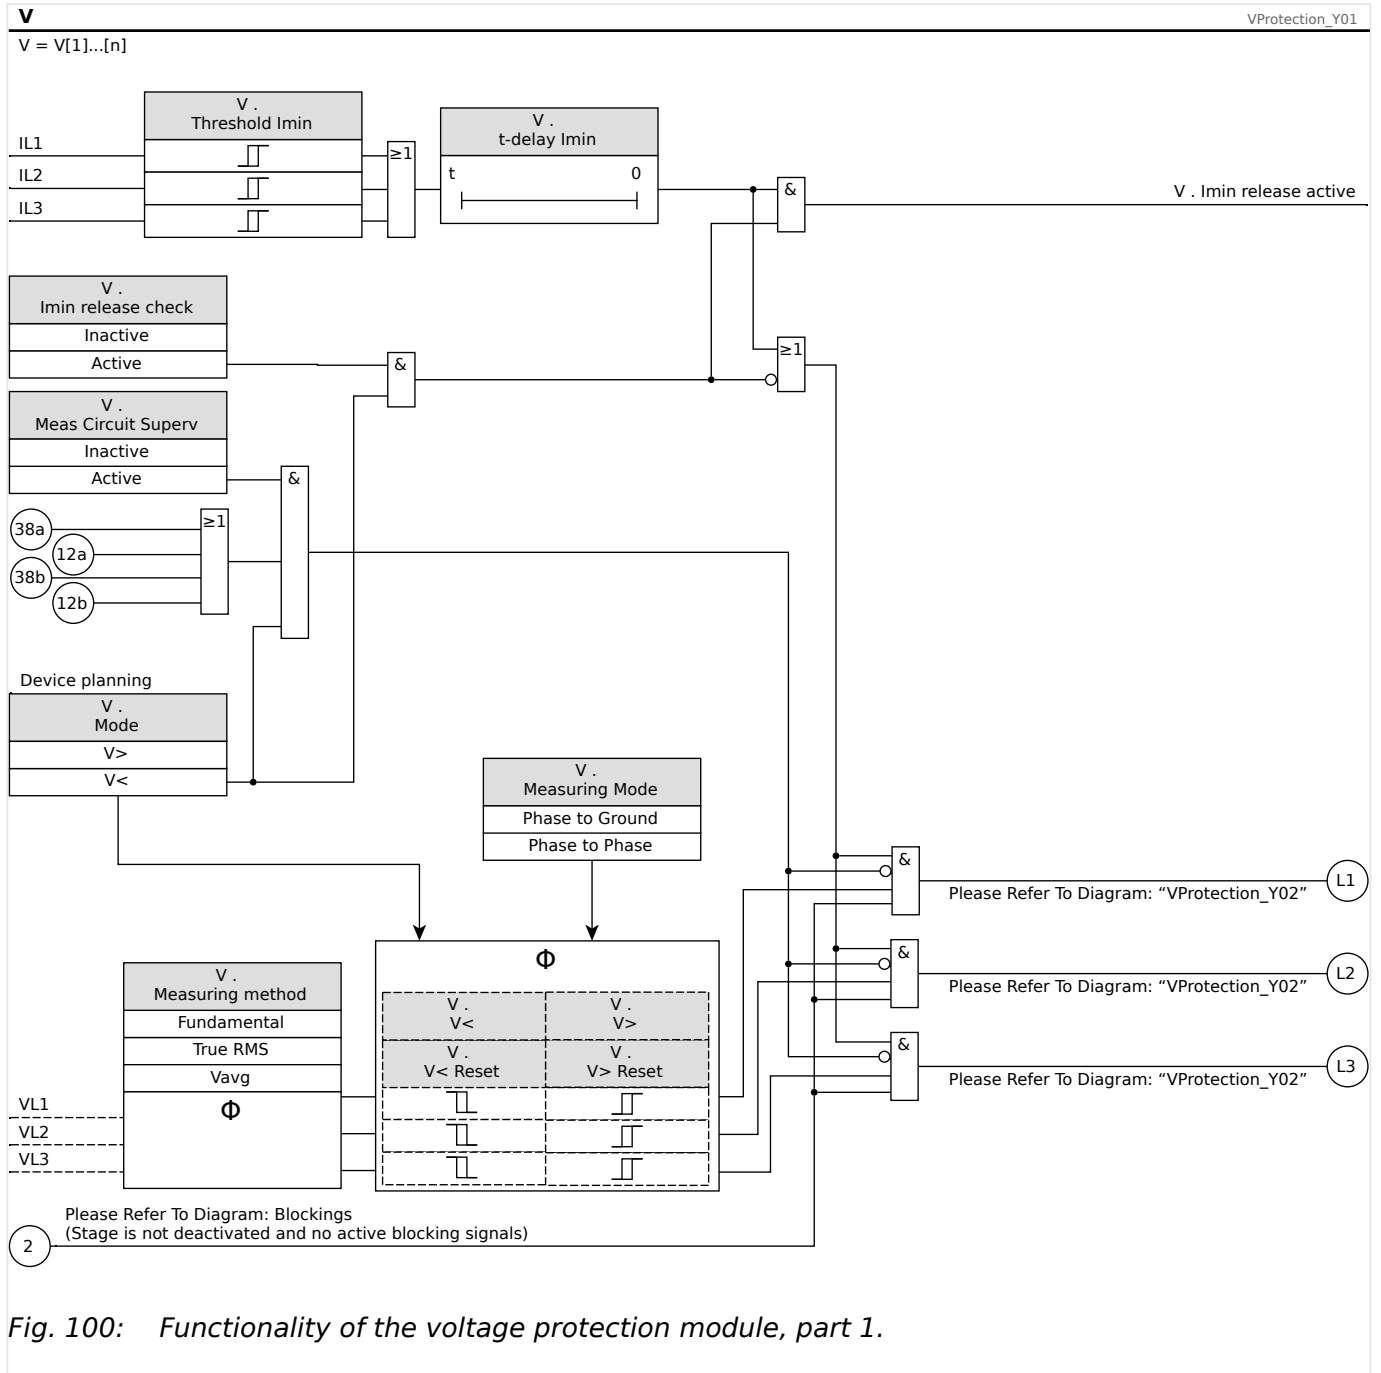 V
VProtection_Y01
V = V[1]...[n]
V .
Threshold Imin
IL1
IL2
IL3
≥1
V .
t-delay Imin
t
0
&
V . Imin release active
V .
Imin release check
Inactive
Active
&
≥1
V .
Meas Circuit Superv
Inactive
Active
&
38a
12a
38b
12b
≥1
Device planning
V .
Mode
V>
V<
V .
Measuring Mode
Phase to Ground
Phase to Phase
&
Please Refer To Diagram: “VProtection_Y02”
L1
&
Please Refer To Diagram: “VProtection_Y02”
L2
&
Please Refer To Diagram: “VProtection_Y02”
L3
V .
Measuring method
Fundamental
True RMS
Vavg
Φ
VL1
VL2
VL3
Φ
V .
V<
V .
V>
V .
V< Reset
V .
V> Reset
Please Refer To Diagram: Blockings
(Stage is not deactivated and no active blocking signals)
2
Fig. 100: Functionality of the voltage protection module, part 1.